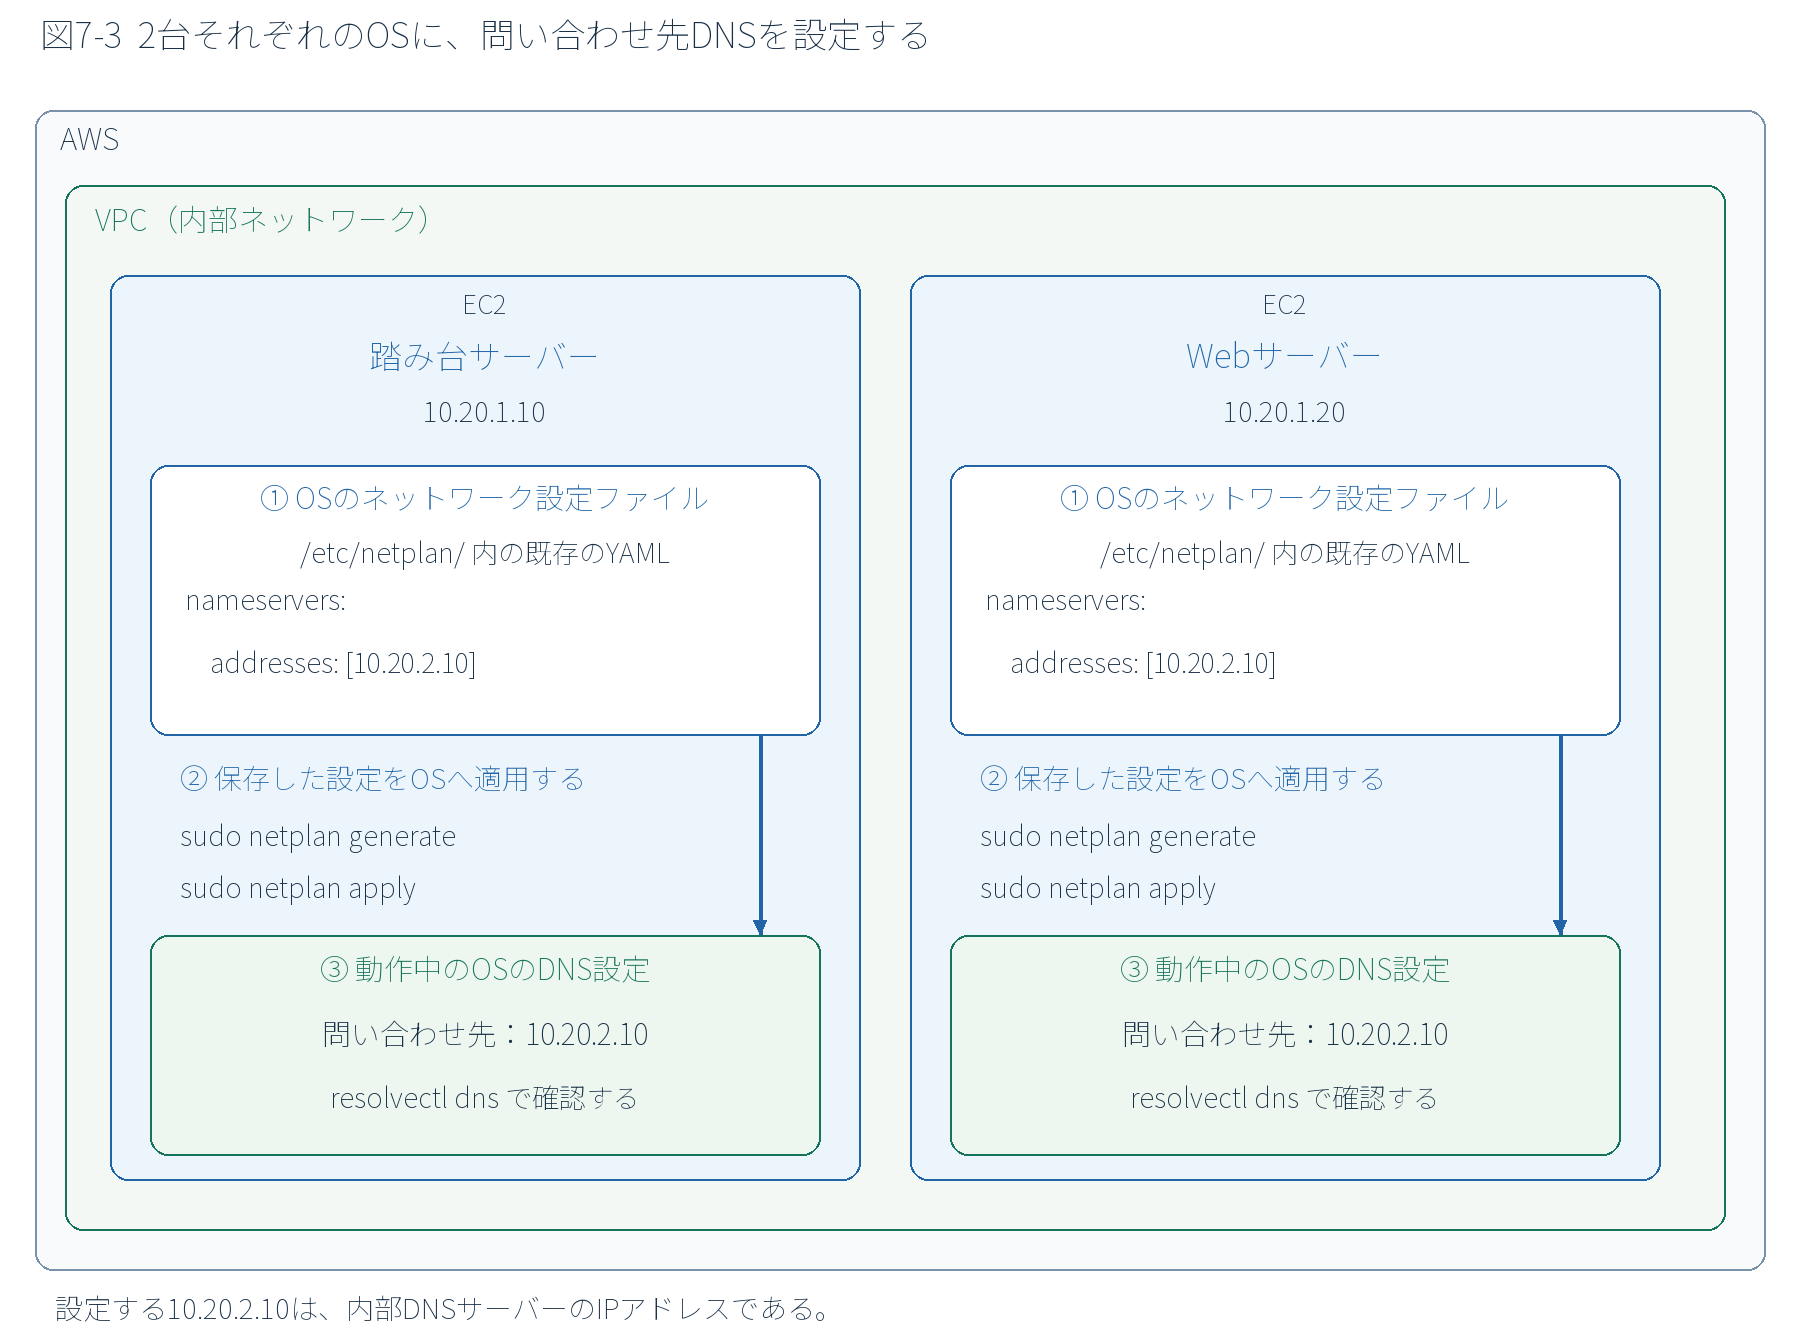 図7-3 2台それぞれのOSに、問い合わせ先DNSを設定する
AWS
VPC（内部ネットワーク）
EC2
踏み台サーバー
10.20.1.10
① OSのネットワーク設定ファイル
/etc/netplan/ 内の既存のYAML
nameservers:
addresses: [10.20.2.10]
② 保存した設定をOSへ適用する
sudo netplan generate
sudo netplan apply
③ 動作中のOSのDNS設定
問い合わせ先：10.20.2.10
resolvectl dns で確認する
EC2
Webサーバー
10.20.1.20
① OSのネットワーク設定ファイル
/etc/netplan/ 内の既存のYAML
nameservers:
addresses: [10.20.2.10]
② 保存した設定をOSへ適用する
sudo netplan generate
sudo netplan apply
③ 動作中のOSのDNS設定
問い合わせ先：10.20.2.10
resolvectl dns で確認する
設定する10.20.2.10は、内部DNSサーバーのIPアドレスである。